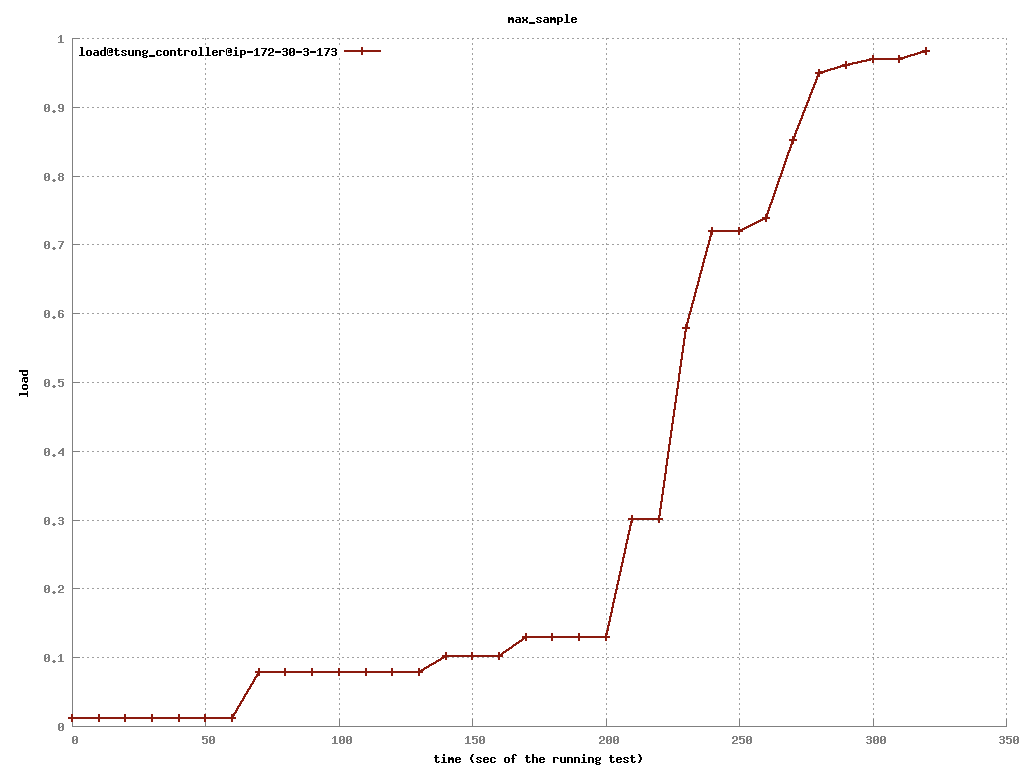 max_sample
load@tsung_controller@ip-172-30-3-173
1
0.9
0.8
0.7
0.6
0.5
0.4
0.3
0.2
0.1
0
load
0 50 100 150 200 250 300 350
time (sec of the running test)